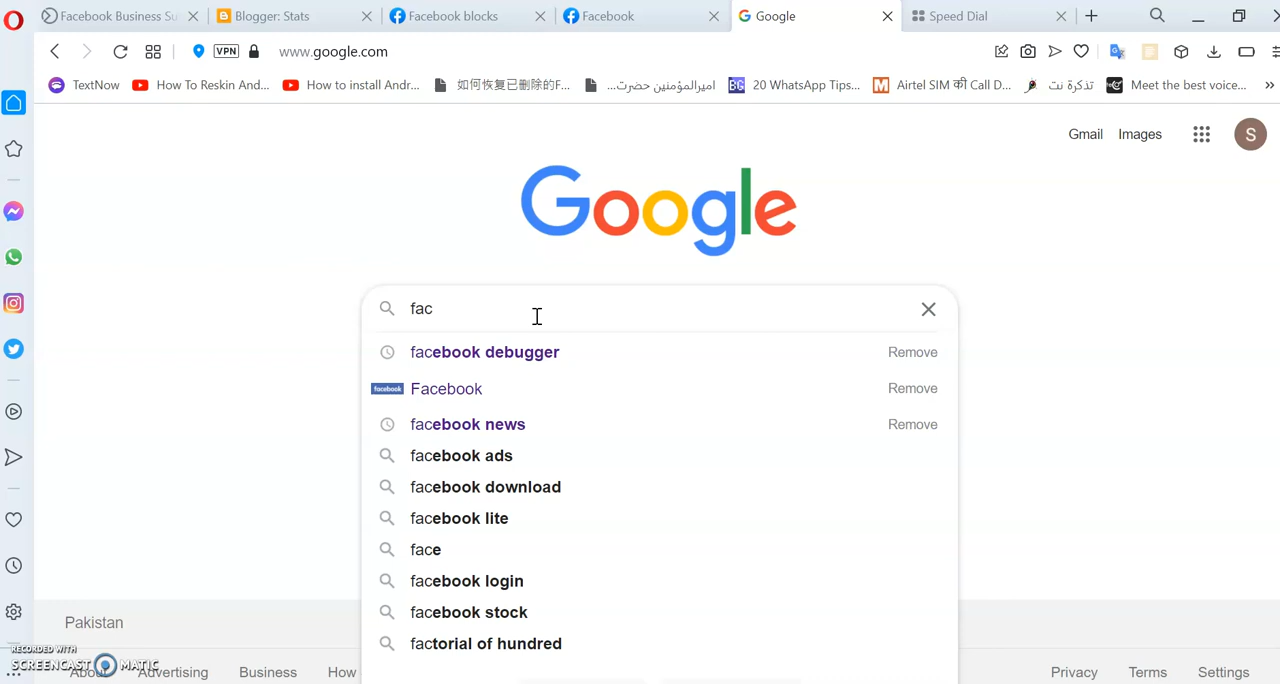 Facebook Business Su
Blogger: Stats
Facebook blocks
Facebook
Google
Speed Dial
VPN
www.google.com
TextNow
How To Reskin And...
How to install Andr...
如何恢复已删除的F...
امیرالمؤمنین حضرت...
BG
20 WhatsApp Tips...
M
Airtel SIM की Call D...
تذكرة نت
Meet the best voice...
Gmail
Images
S
Google
fac
facebook debugger
Remove
facebook
Facebook
Remove
facebook news
Remove
facebook ads
facebook download
facebook lite
face
facebook login
facebook stock
factorial of hundred
Pakistan
RECORDED WITH
SCREENCAST MATIC
About
Advertising
Business
How
Privacy
Terms
Settings